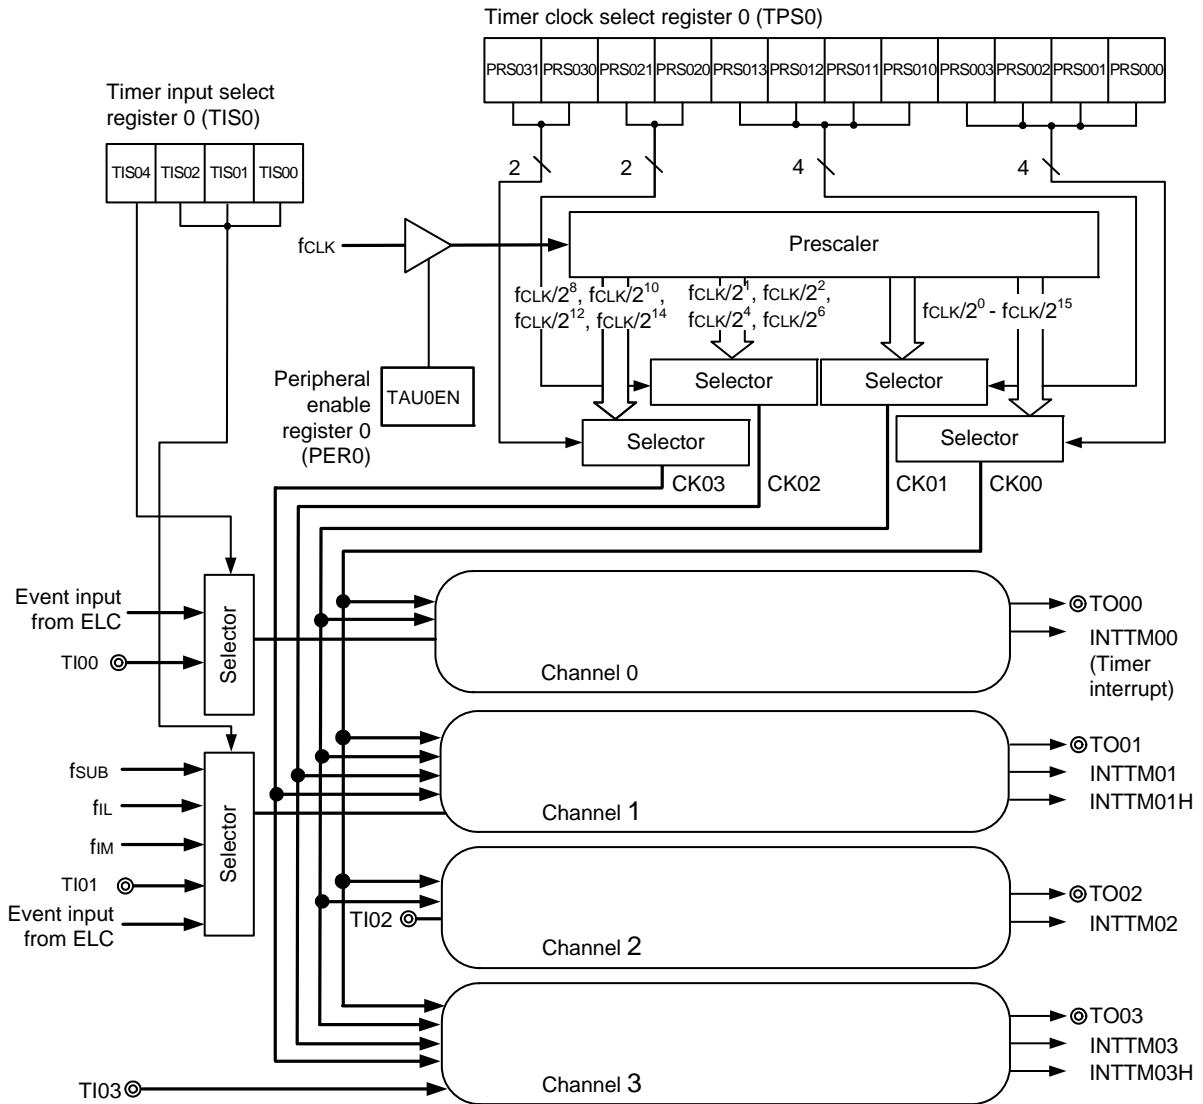 Timer clock select register 0 (TPS0)
PRS031 PRS030 PRS021 PRS020 PRS013 PRS012 PRS011 PRS010 PRS003 PRS002 PRS001 PRS000
Timer input select
register 0 (TIS0)
TIS04 TIS02 TIS01 TIS00
2 2 4 4
fCLK
Prescaler
fCLK/2^8, fCLK/2^10,
fCLK/2^12, fCLK/2^14
fCLK/2^1, fCLK/2^2,
fCLK/2^4, fCLK/2^6
fCLK/2^0 - fCLK/2^15
Peripheral
enable
register 0
(PER0)
TAU0EN
Selector
Selector
Selector
Selector
CK03
CK02
CK01
CK00
Event input
from ELC
TI00
Selector
Channel 0
TO00
INTTM00
(Timer
interrupt)
fSUB
fIL
fIM
TI01
Event input
from ELC
Selector
Channel 1
TO01
INTTM01
INTTM01H
TI02
Channel 2
TO02
INTTM02
TI03
Channel 3
TO03
INTTM03
INTTM03H